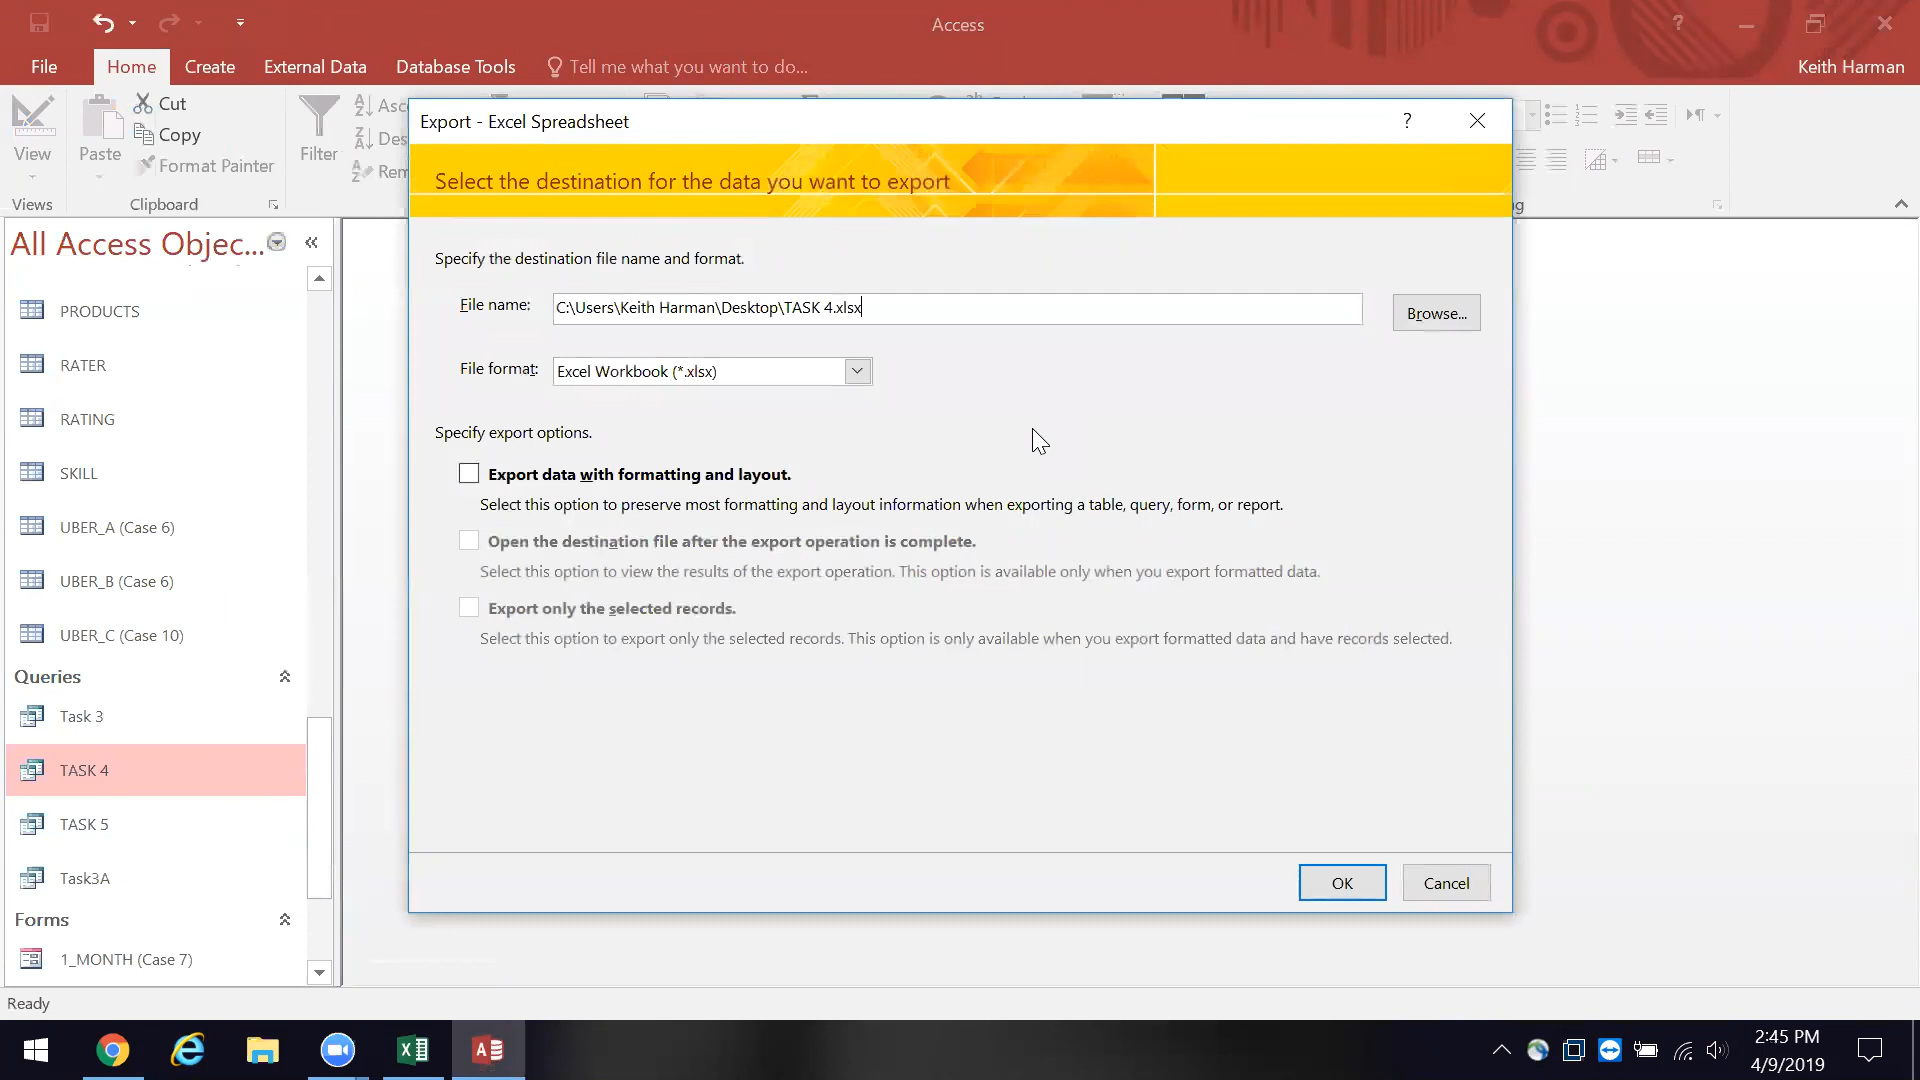 Access
File
Home
Create
External Data
Database Tools
Tell me what you want to do...
Keith Harman
View
Paste
Cut
Copy
Format Painter
Filter
Asc
Des
Rem
Views
Clipboard
Export - Excel Spreadsheet
?
Select the destination for the data you want to export
Specify the destination file name and format.
File name:
C:\Users\Keith Harman\Desktop\TASK 4.xlsx
Browse...
File format:
Excel Workbook (*.xlsx)
Specify export options.
Export data with formatting and layout.
Select this option to preserve most formatting and layout information when exporting a table, query, form, or report.
Open the destination file after the export operation is complete.
Select this option to view the results of the export operation. This option is available only when you export formatted data.
Export only the selected records.
Select this option to export only the selected records. This option is only available when you export formatted data and have records selected.
OK
Cancel
All Access Objec...
PRODUCTS
RATER
RATING
SKILL
UBER_A (Case 6)
UBER_B (Case 6)
UBER_C (Case 10)
Queries
Task 3
TASK 4
TASK 5
Task3A
Forms
1_MONTH (Case 7)
Ready
2:45 PM
4/9/2019